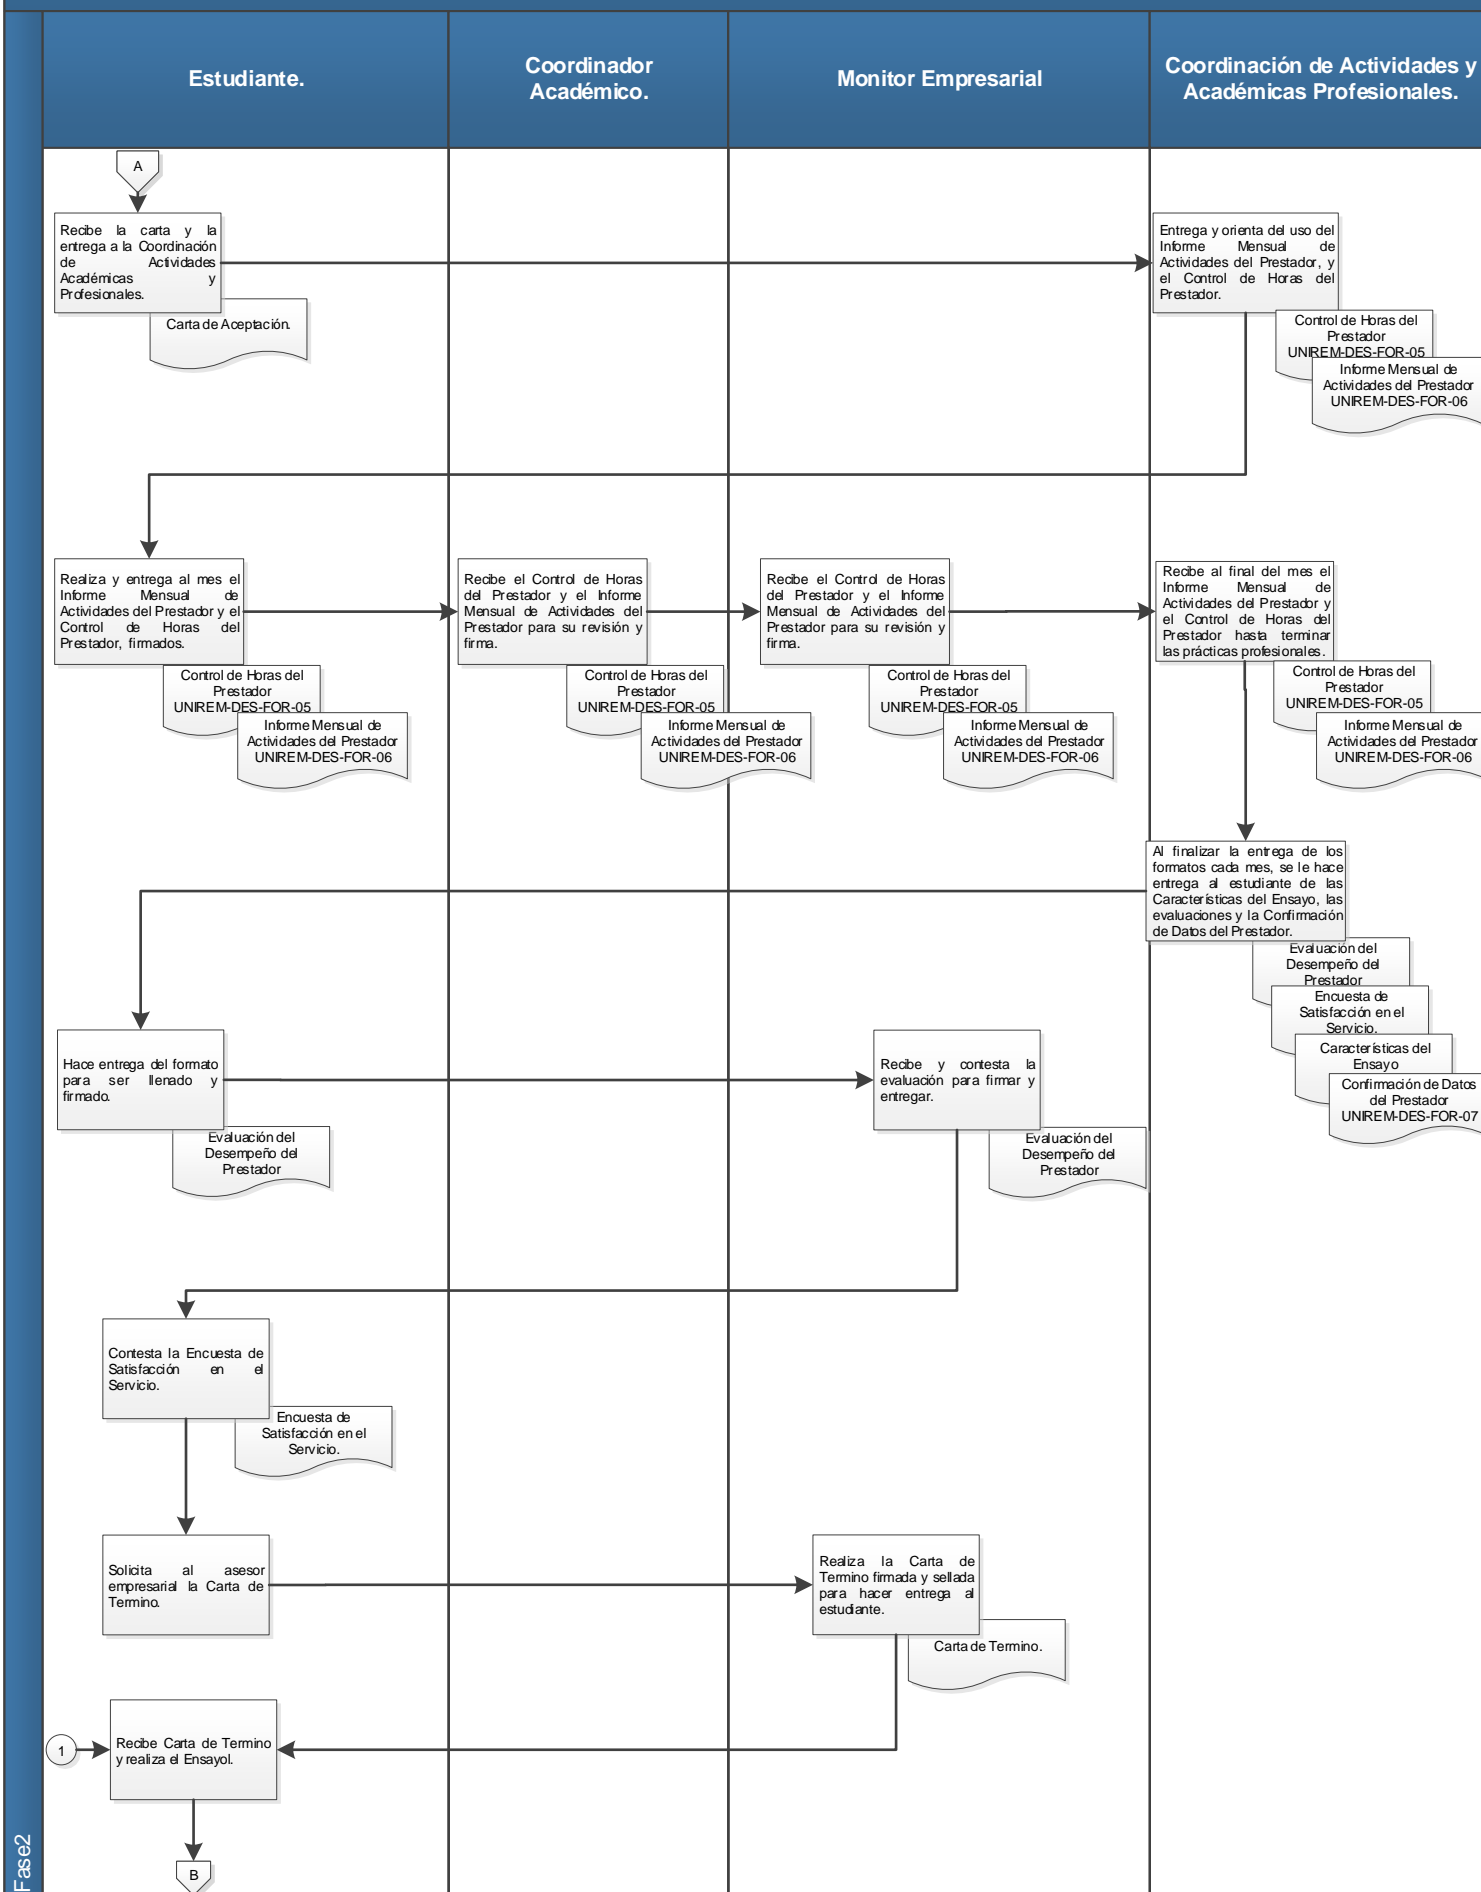 Estudiante.
Coordinador
Académico.
Monitor Empresarial
Coordinación de Actividades y
Académicas Profesionales.
A
Recibe la carta y la
entrega a la Coordinación
de Actividades
Académicas y
Profesionales.
Carta de Aceptación.
Entrega y orienta del uso del
Informe Mensual de
Actividades del Prestador, y
el Control de Horas del
Prestador.
Control de Horas del
Prestador
UNIREM-DES-FOR-05
Informe Mensual de
Actividades del Prestador
UNIREM-DES-FOR-06
Realiza y entrega al mes el
Informe Mensual de
Actividades del Prestador y el
Control de Horas del
Prestador, firmados.
Control de Horas del
Prestador
UNIREM-DES-FOR-05
Informe Mensual de
Actividades del Prestador
UNIREM-DES-FOR-06
Recibe el Control de Horas
del Prestador y el Informe
Mensual de Actividades del
Prestador para su revisión y
firma.
Control de Horas del
Prestador
UNIREM-DES-FOR-05
Informe Mensual de
Actividades del Prestador
UNIREM-DES-FOR-06
Recibe el Control de Horas
del Prestador y el Informe
Mensual de Actividades del
Prestador para su revisión y
firma.
Control de Horas del
Prestador
UNIREM-DES-FOR-05
Informe Mensual de
Actividades del Prestador
UNIREM-DES-FOR-06
Recibe al final del mes el
Informe Mensual de
Actividades del Prestador y
el Control de Horas del
Prestador hasta terminar
las prácticas profesionales.
Control de Horas del
Prestador
UNIREM-DES-FOR-05
Informe Mensual de
Actividades del Prestador
UNIREM-DES-FOR-06
Al finalizar la entrega de los
formatos cada mes, se le hace
entrega al estudiante de las
Características del Ensayo, las
evaluaciones y la Confirmación
de Datos del Prestador.
Evaluación del
Desempeño del
Prestador
Encuesta de
Satisfacción en el
Servicio.
Características del
Ensayo
Confirmación de Datos
del Prestador
UNIREM-DES-FOR-07
Hace entrega del formato
para ser llenado y
firmado.
Evaluación del
Desempeño del
Prestador
Recibe y contesta la
evaluación para firmar y
entregar.
Evaluación del
Desempeño del
Prestador
Contesta la Encuesta de
Satisfacción en el
Servicio.
Encuesta de
Satisfacción en el
Servicio.
Solicita al asesor
empresarial la Carta de
Termino.
Realiza la Carta de
Termino firmada y sellada
para hacer entrega al
estudiante.
Carta de Termino.
1
Recibe Carta de Termino
y realiza el Ensayol.
B
Fase2